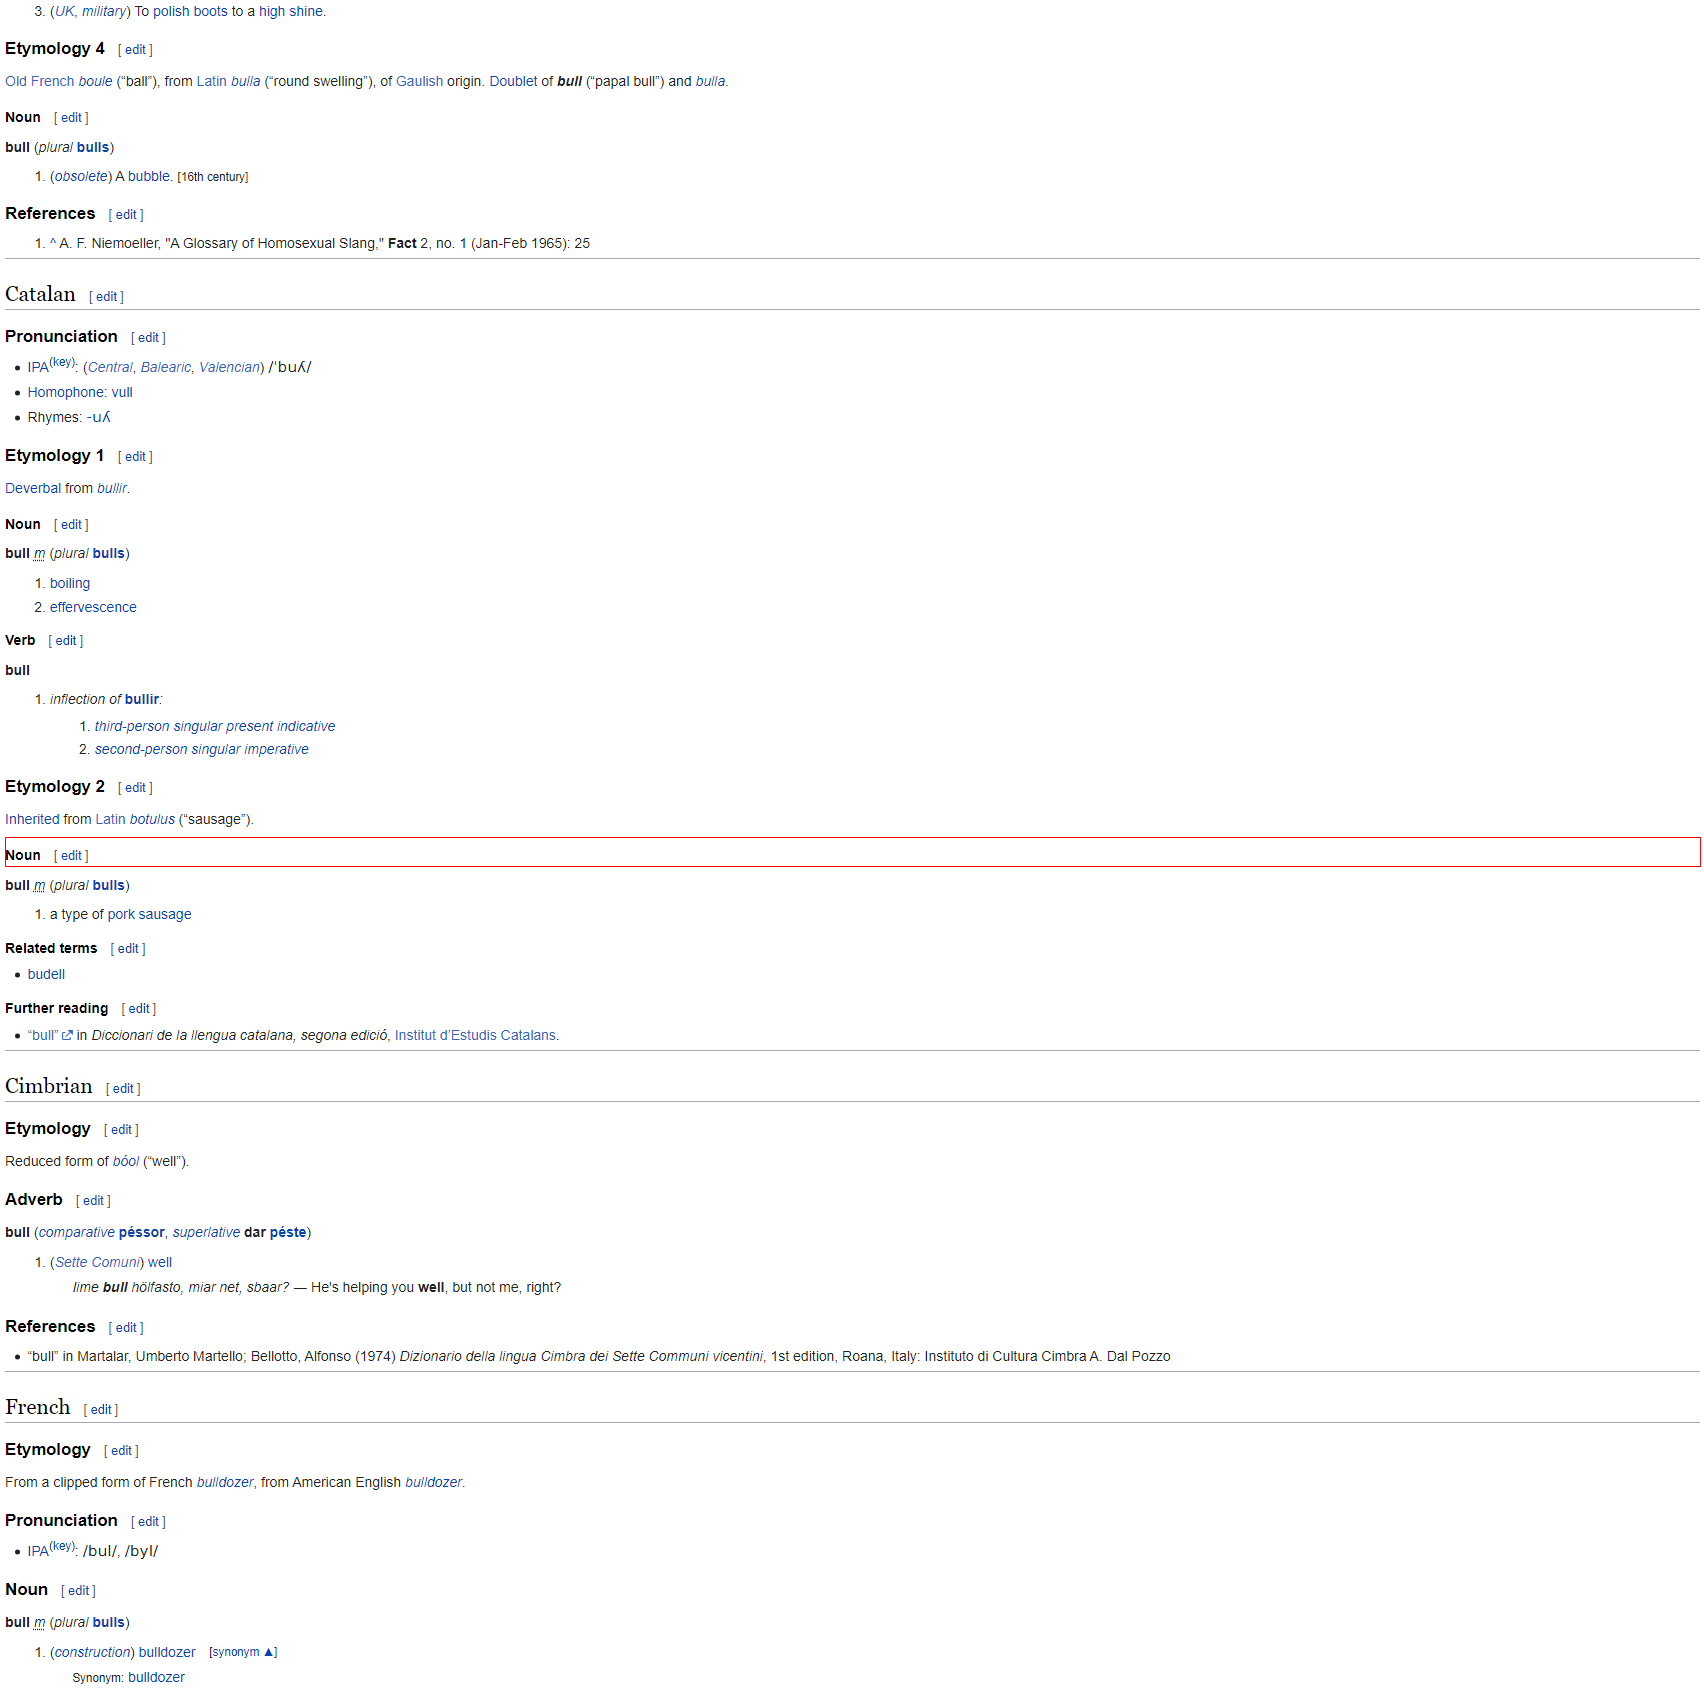 3. (UK, military) To polish boots to a high shine.
Etymology 4 [ edit ]
Old French boule (“ball”), from Latin bulla (“round swelling”), of Gaulish origin. Doublet of bull (“papal bull”) and bulla.
Noun [ edit ]
bull (plural bulls)
1. (obsolete) A bubble. [16th century]
References [ edit ]
1. ^ A. F. Niemoeller, "A Glossary of Homosexual Slang," Fact 2, no. 1 (Jan-Feb 1965): 25
Catalan [ edit ]
Pronunciation [ edit ]
• IPA(key): (Central, Balearic, Valencian) /ˈbuʎ/
• Homophone: vull
• Rhymes: -uʎ
Etymology 1 [ edit ]
Deverbal from bullir.
Noun [ edit ]
bull m (plural bulls)
1. boiling
2. effervescence
Verb [ edit ]
bull
1. inflection of bullir:
1. third-person singular present indicative
2. second-person singular imperative
Etymology 2 [ edit ]
Inherited from Latin botulus (“sausage”).
Noun [ edit ]
bull m (plural bulls)
1. a type of pork sausage
Related terms [ edit ]
• budell
Further reading [ edit ]
• “bull” in Diccionari de la llengua catalana, segona edició, Institut d’Estudis Catalans.
Cimbrian [ edit ]
Etymology [ edit ]
Reduced form of bóol (“well”).
Adverb [ edit ]
bull (comparative péssor, superlative dar péste)
1. (Sette Comuni) well
lime bull hölfasto, miar net, sbaar? — He's helping you well, but not me, right?
References [ edit ]
• “bull” in Martalar, Umberto Martello; Bellotto, Alfonso (1974) Dizionario della lingua Cimbra dei Sette Communi vicentini, 1st edition, Roana, Italy: Instituto di Cultura Cimbra A. Dal Pozzo
French [ edit ]
Etymology [ edit ]
From a clipped form of French bulldozer, from American English bulldozer.
Pronunciation [ edit ]
• IPA(key): /bul/, /byl/
Noun [ edit ]
bull m (plural bulls)
1. (construction) bulldozer [synonym ▲]
Synonym: bulldozer